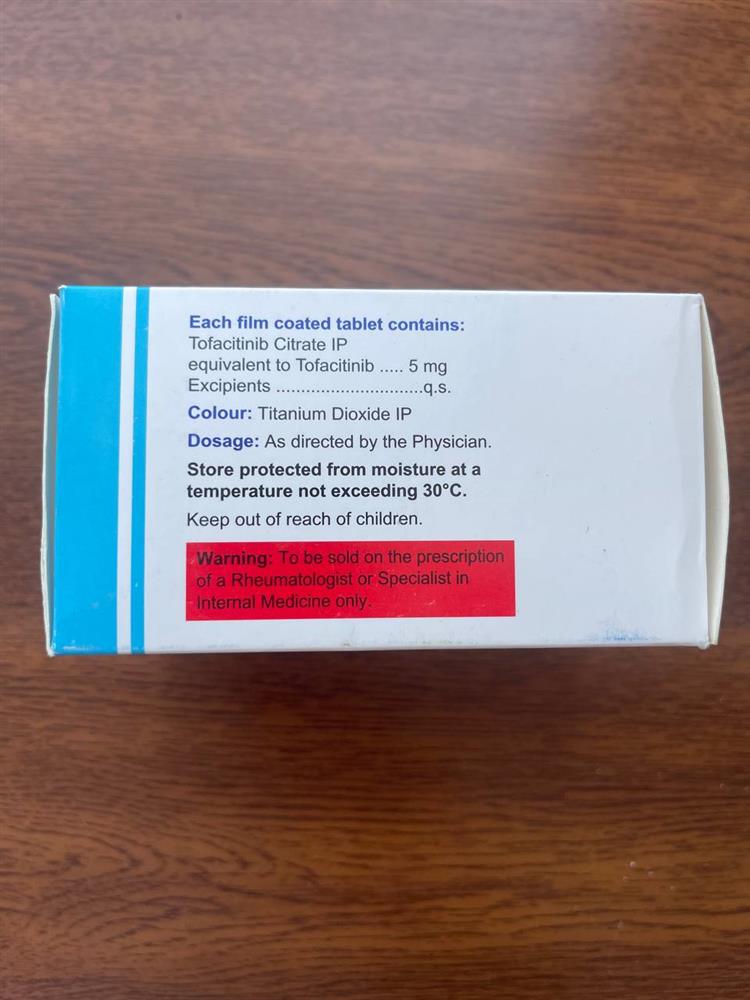 Each film coated tablet contains:
Tofacitinib Citrate IP
equivalent to Tofacitinib ..... 5 mg
Excipients .............................q.s.
Colour: Titanium Dioxide IP
Dosage: As directed by the Physician.
Store protected from moisture at a
temperature not exceeding 30°C.
Keep out of reach of children.
Warning: To be sold on the prescription
of a Rheumatologist or Specialist in
Internal Medicine only.